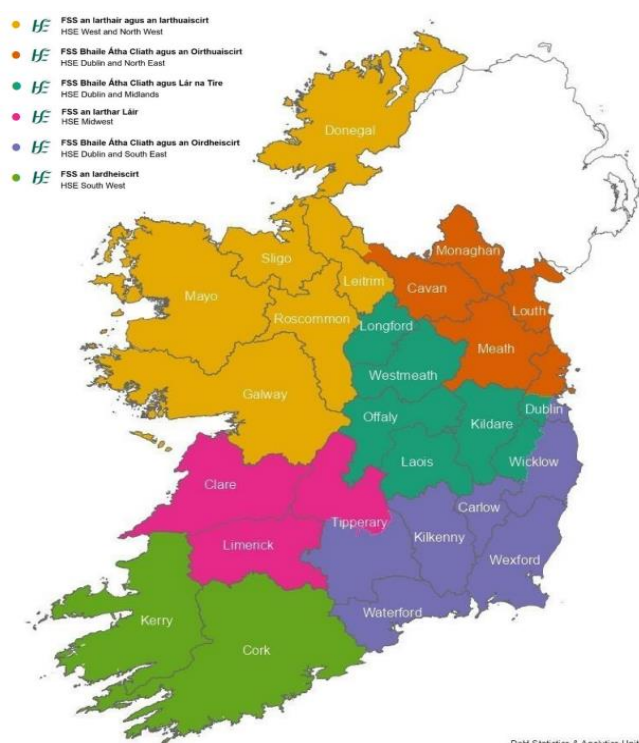 FSS an Iarthair agus an Iarthuaiscirt
HSE West and North West
FSS Bhaile Átha Cliath agus an Oirthuaiscirt
HSE Dublin and North East
FSS Bhaile Átha Cliath agus Lár na Tíre
HSE Dublin and Midlands
FSS an Iarthar Láir
HSE Midwest
FSS Bhaile Átha Cliath agus an Oirdheiscirt
HSE Dublin and South East
FSS an Iardheiscirt
HSE South West
Donegal
Monaghan
Sligo
Leitrim
Cavan
Mayo
Louth
Roscommon
Longford
Meath
Westmeath
Galway
Dublin
Offaly
Kildare
Laois
Wicklow
Clare
Carlow
Tipperary
Kilkenny
Limerick
Wexford
Waterford
Kerry
Cork